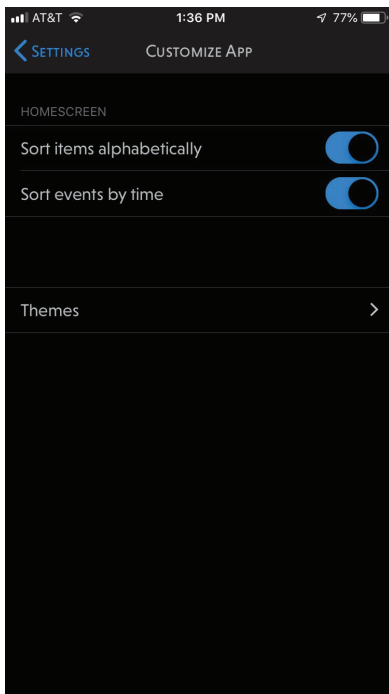 AT&T 1:36 PM 77%
Settings Customize App
HOMESCREEN
Sort items alphabetically
Sort events by time
Themes